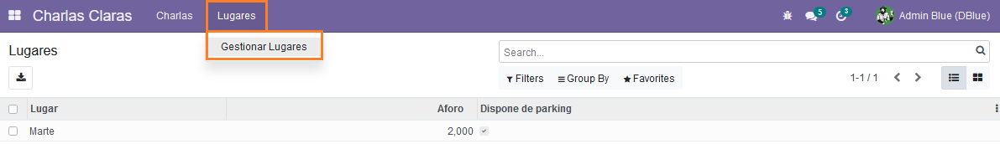 Charlas Claras Charlas Lugares 5 3 Admin Blue (DBlue)
Gestionar Lugares
Lugares
Search...
Filters Group By Favorites 1-1 / 1
Lugar Aforo Dispone de parking
Marte 2,000